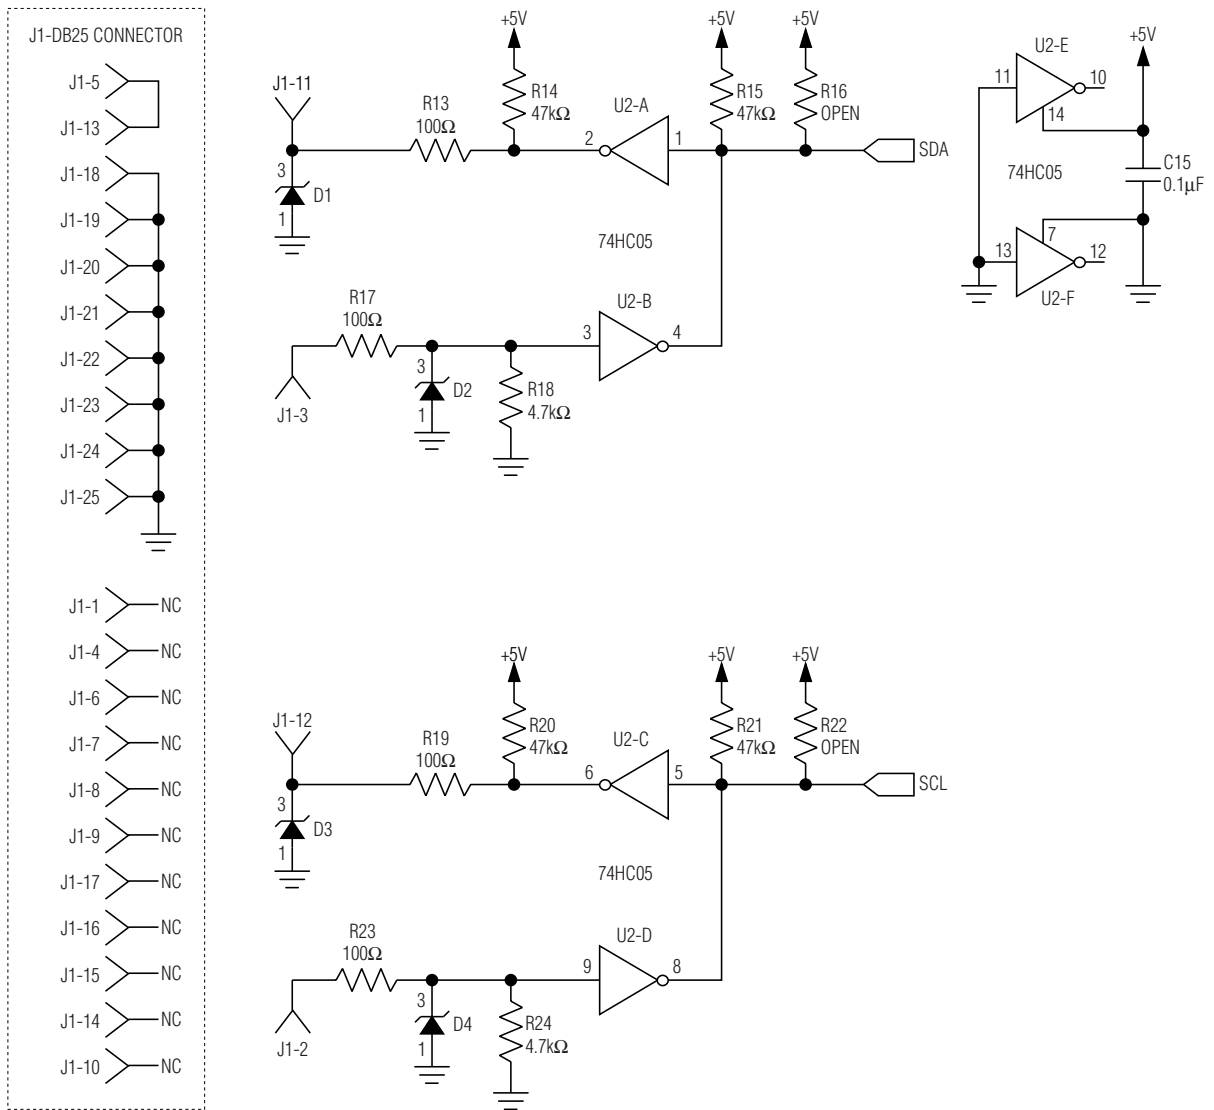 J1-DB25 CONNECTOR
J1-5
J1-13
J1-18
J1-19
J1-20
J1-21
J1-22
J1-23
J1-24
J1-25
J1-1 NC
J1-4 NC
J1-6 NC
J1-7 NC
J1-8 NC
J1-9 NC
J1-17 NC
J1-16 NC
J1-15 NC
J1-14 NC
J1-10 NC
+5V
+5V
+5V
J1-11
R13
100Ω
R14
47kΩ
U2-A
2
1
R15
47kΩ
R16
OPEN
SDA
3
D1
1
74HC05
R17
100Ω
U2-B
3
4
3
D2
1
R18
4.7kΩ
J1-3
U2-E
+5V
11
10
14
74HC05
C15
0.1µF
7
13
12
U2-F
+5V
+5V
+5V
J1-12
R19
100Ω
R20
47kΩ
U2-C
6
5
R21
47kΩ
R22
OPEN
SCL
3
D3
1
74HC05
R23
100Ω
U2-D
9
8
3
D4
1
R24
4.7kΩ
J1-2